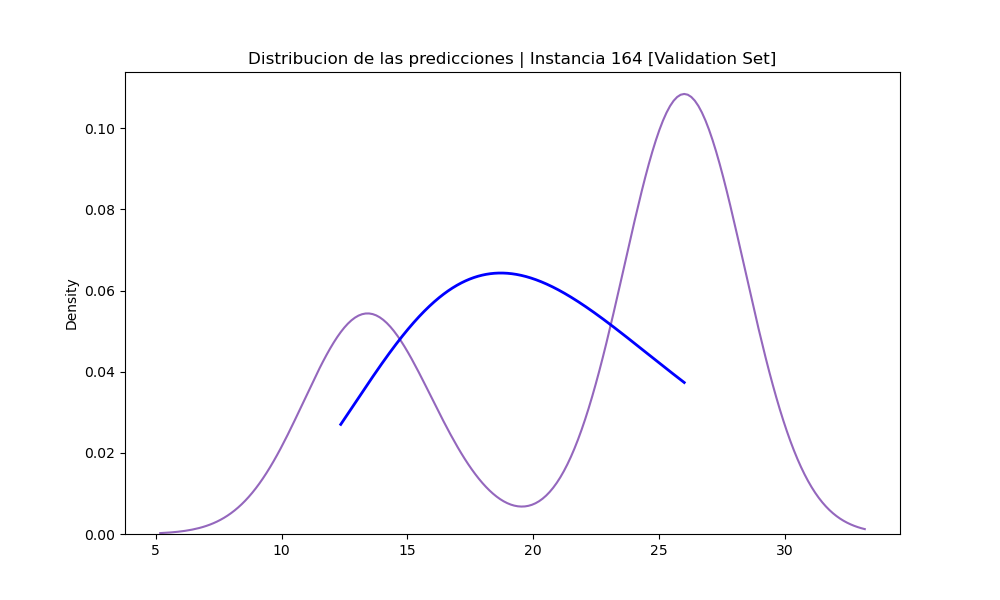 Distribucion de las predicciones | Instancia 164 [Validation Set]
Density
0.10
0.08
0.06
0.04
0.02
0.00
5 10 15 20 25 30